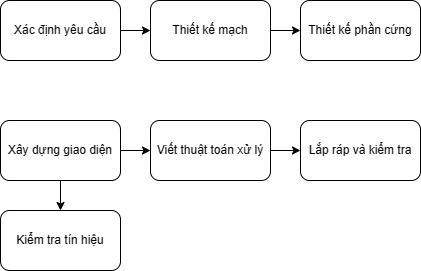 Xác định yêu cầu
Thiết kế mạch
Thiết kế phần cứng
Xây dựng giao diện
Viết thuật toán xử lý
Lắp ráp và kiểm tra
Kiểm tra tín hiệu